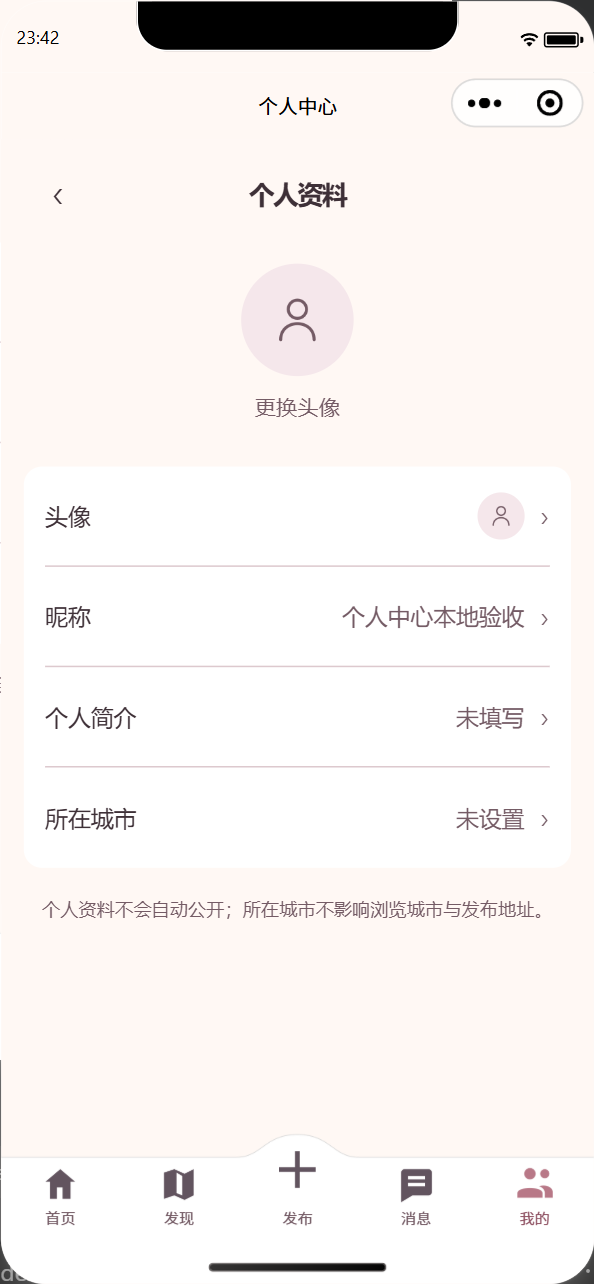 23:42
个人中心
个人资料
更换头像
头像
昵称 个人中心本地验收
个人简介 未填写
所在城市 未设置
个人资料不会自动公开；所在城市不影响浏览城市与发布地址。
首页 发现 发布 消息 我的